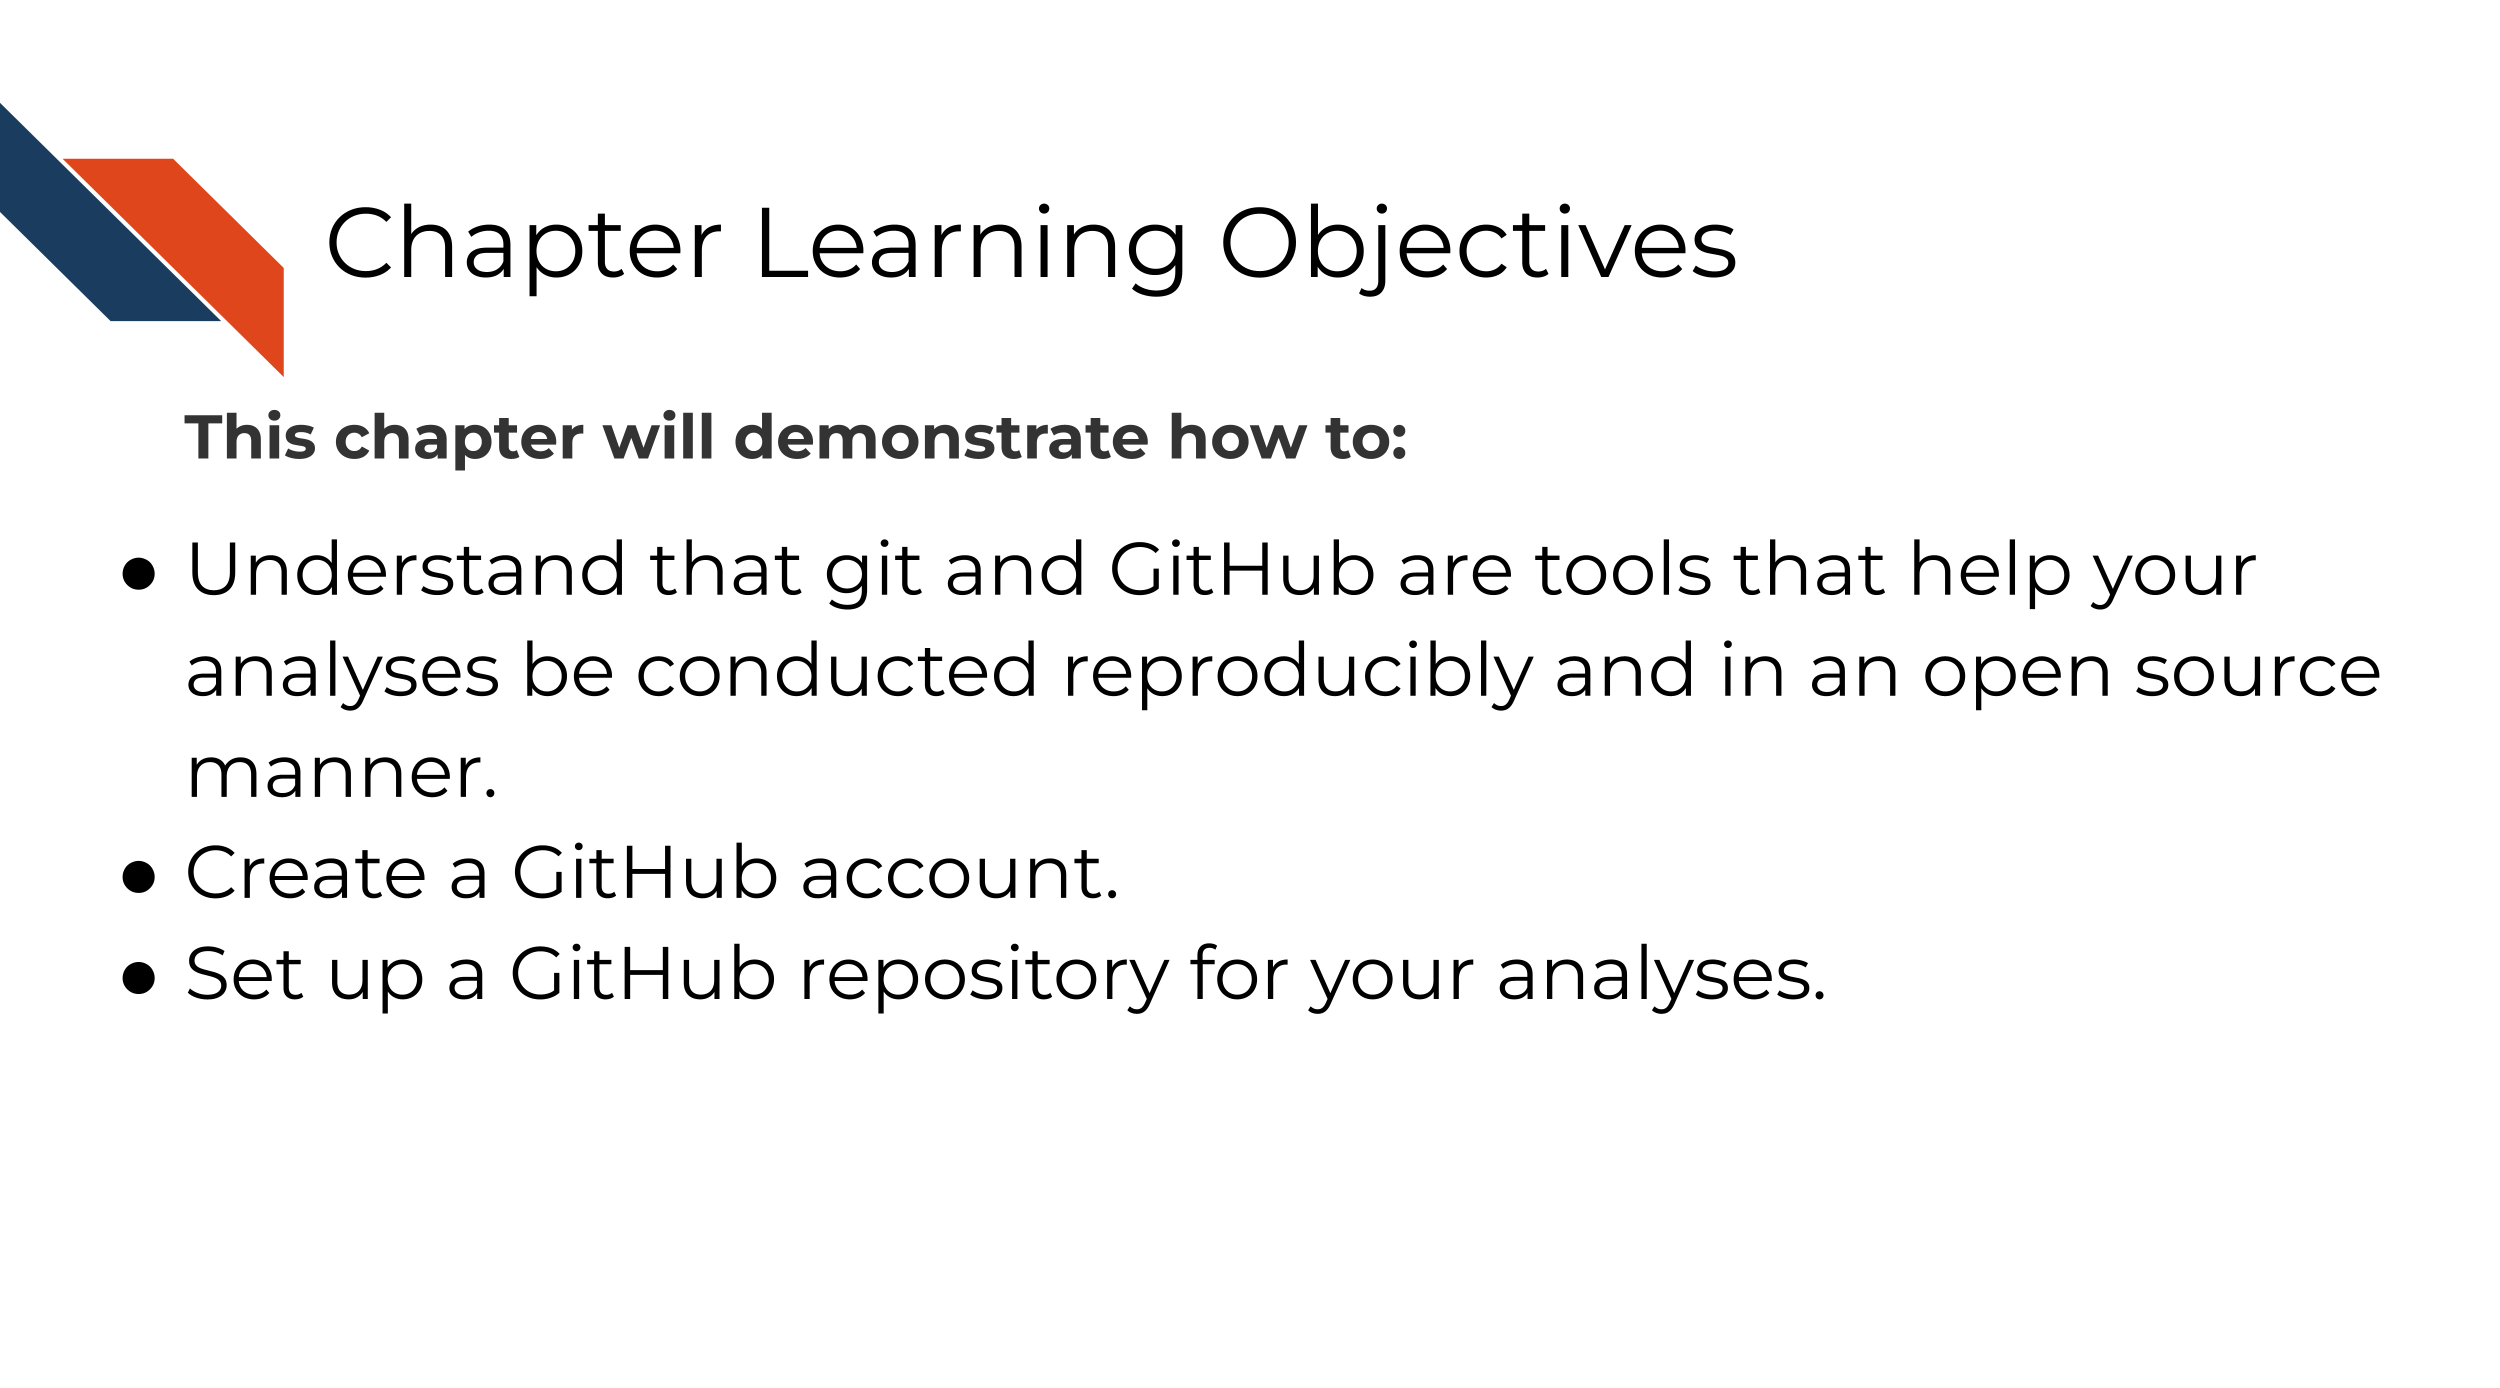 Chapter Learning Objectives
This chapter will demonstrate how to:
● Understand that git and GitHub are tools that help your
analyses be conducted reproducibly and in an open source
manner.
● Create a GitHub account.
● Set up a GitHub repository for your analyses.